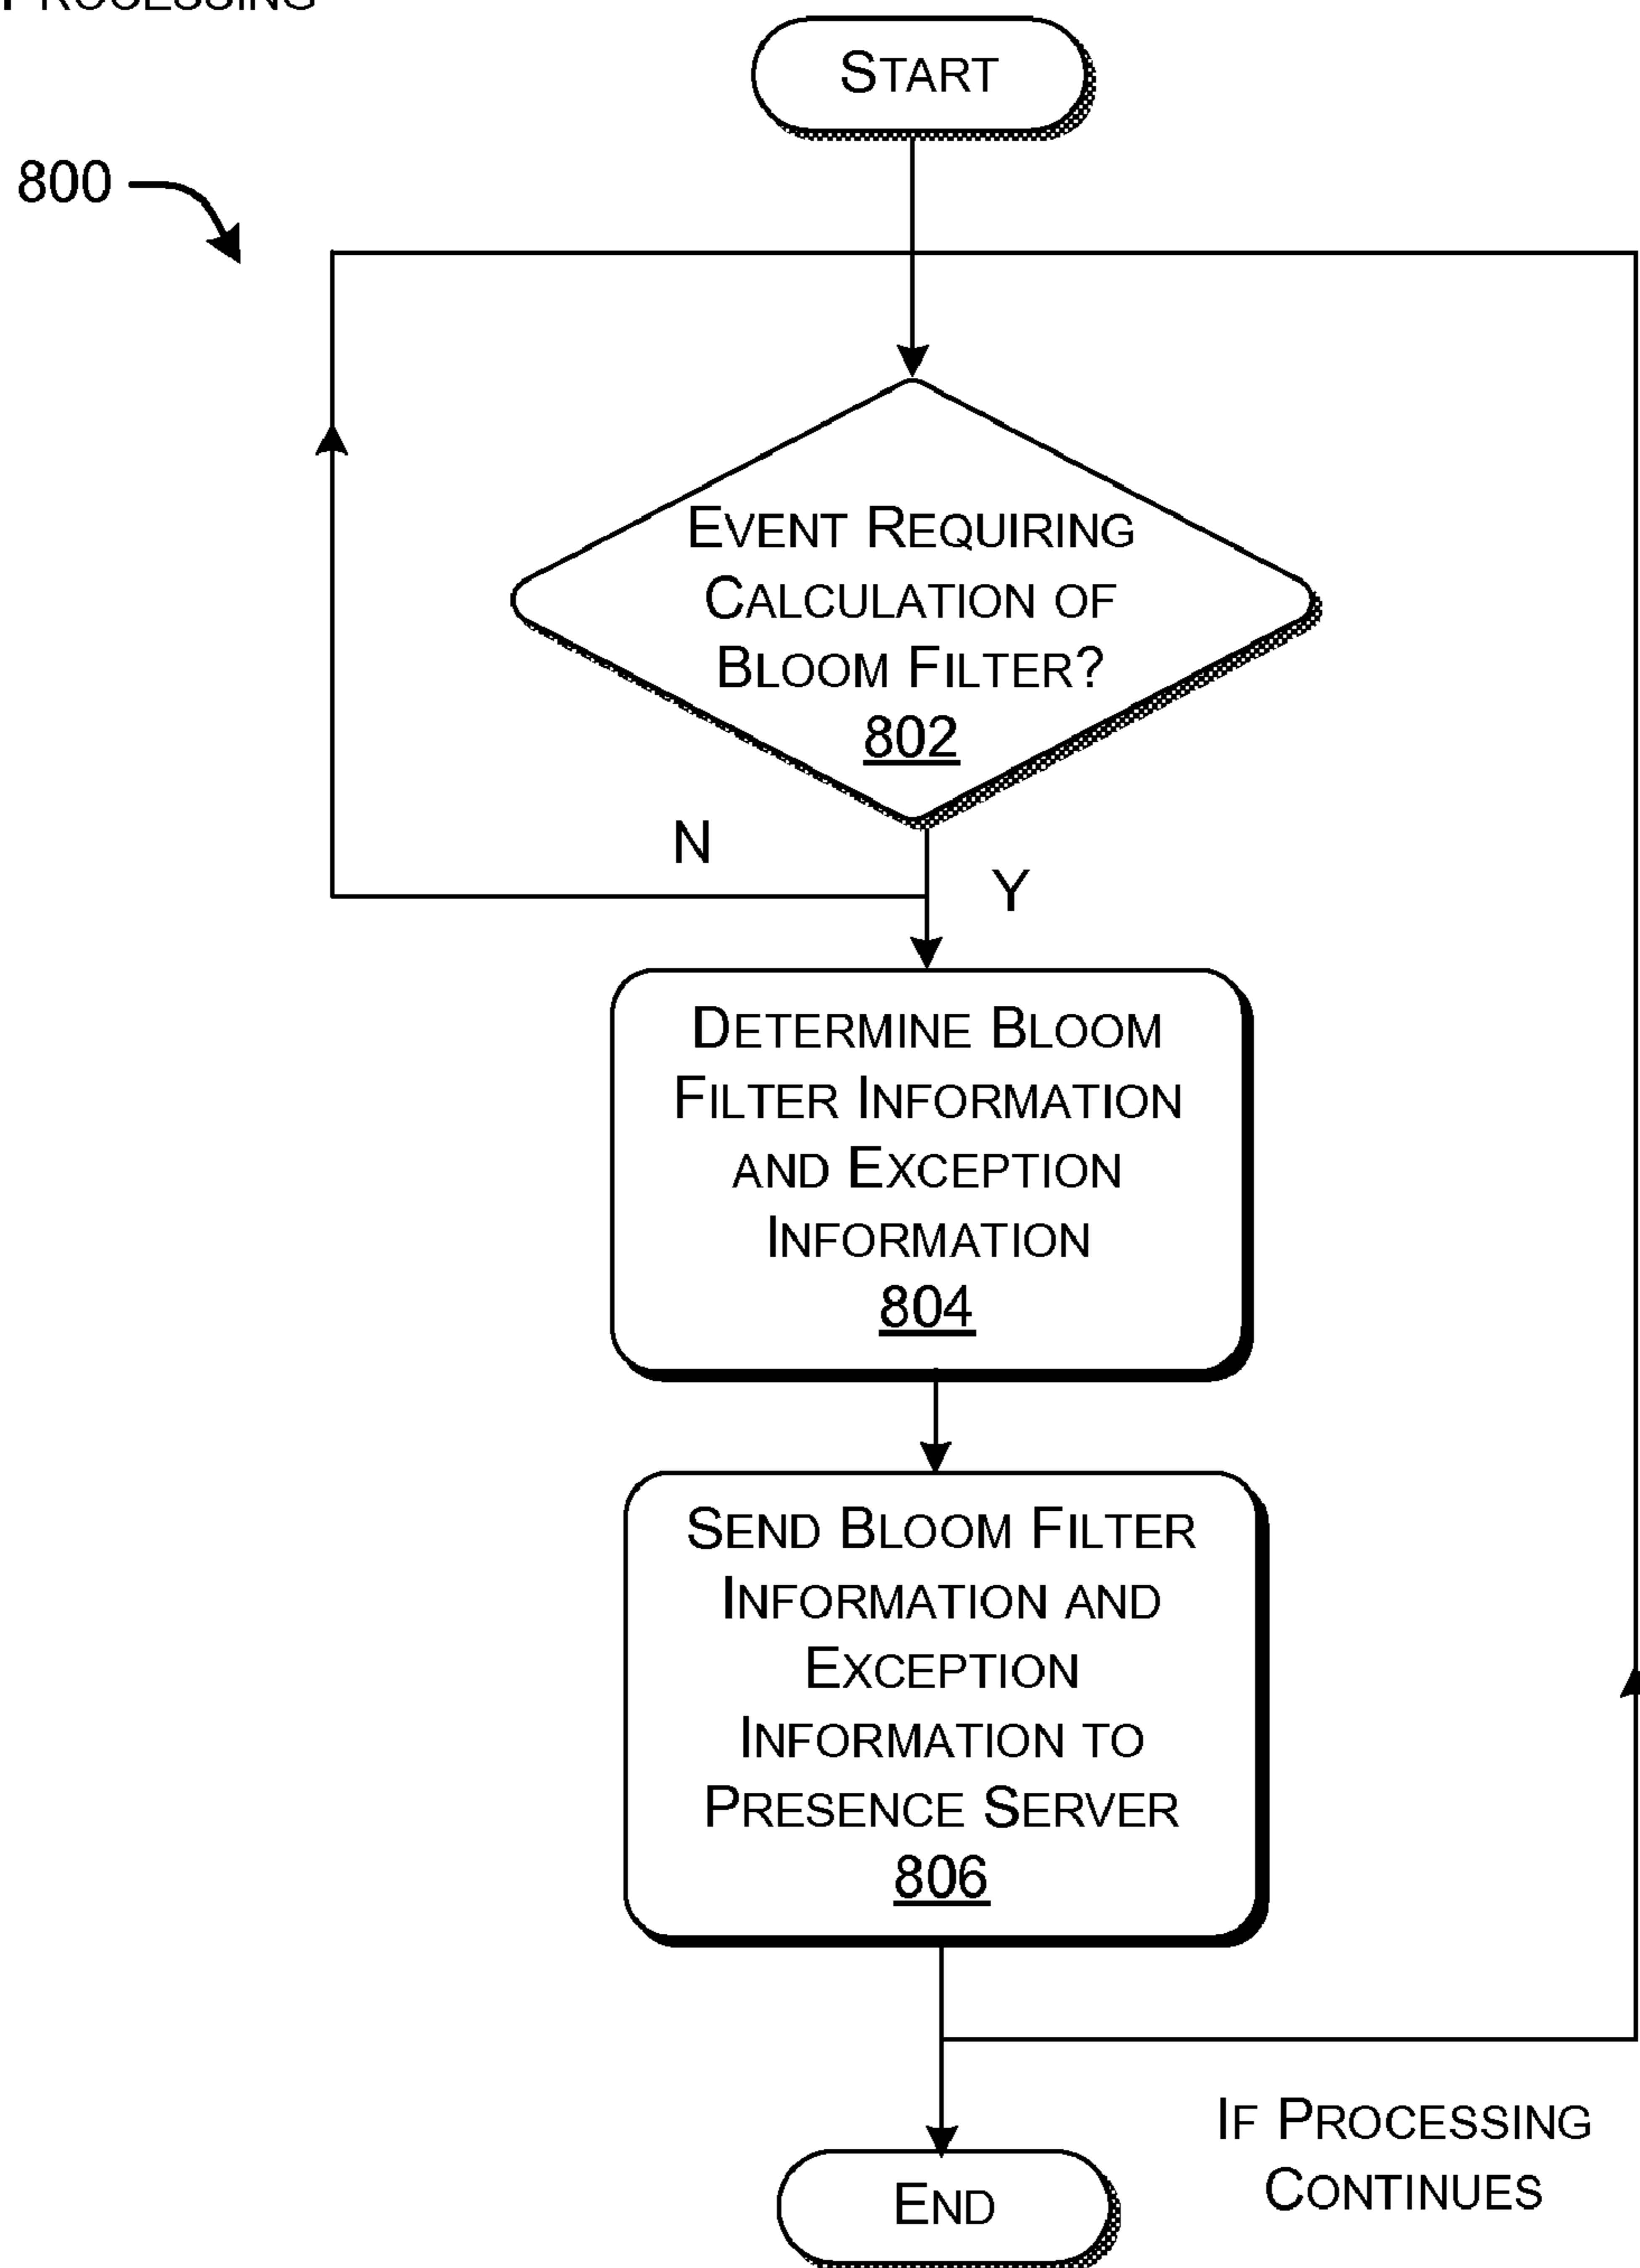 PROCESSING
START
800
EVENT REQUIRING
CALCULATION OF
BLOOM FILTER?
802
N
Y
DETERMINE BLOOM
FILTER INFORMATION
AND EXCEPTION
INFORMATION
804
SEND BLOOM FILTER
INFORMATION AND
EXCEPTION
INFORMATION TO
PRESENCE SERVER
806
IF PROCESSING
CONTINUES
END